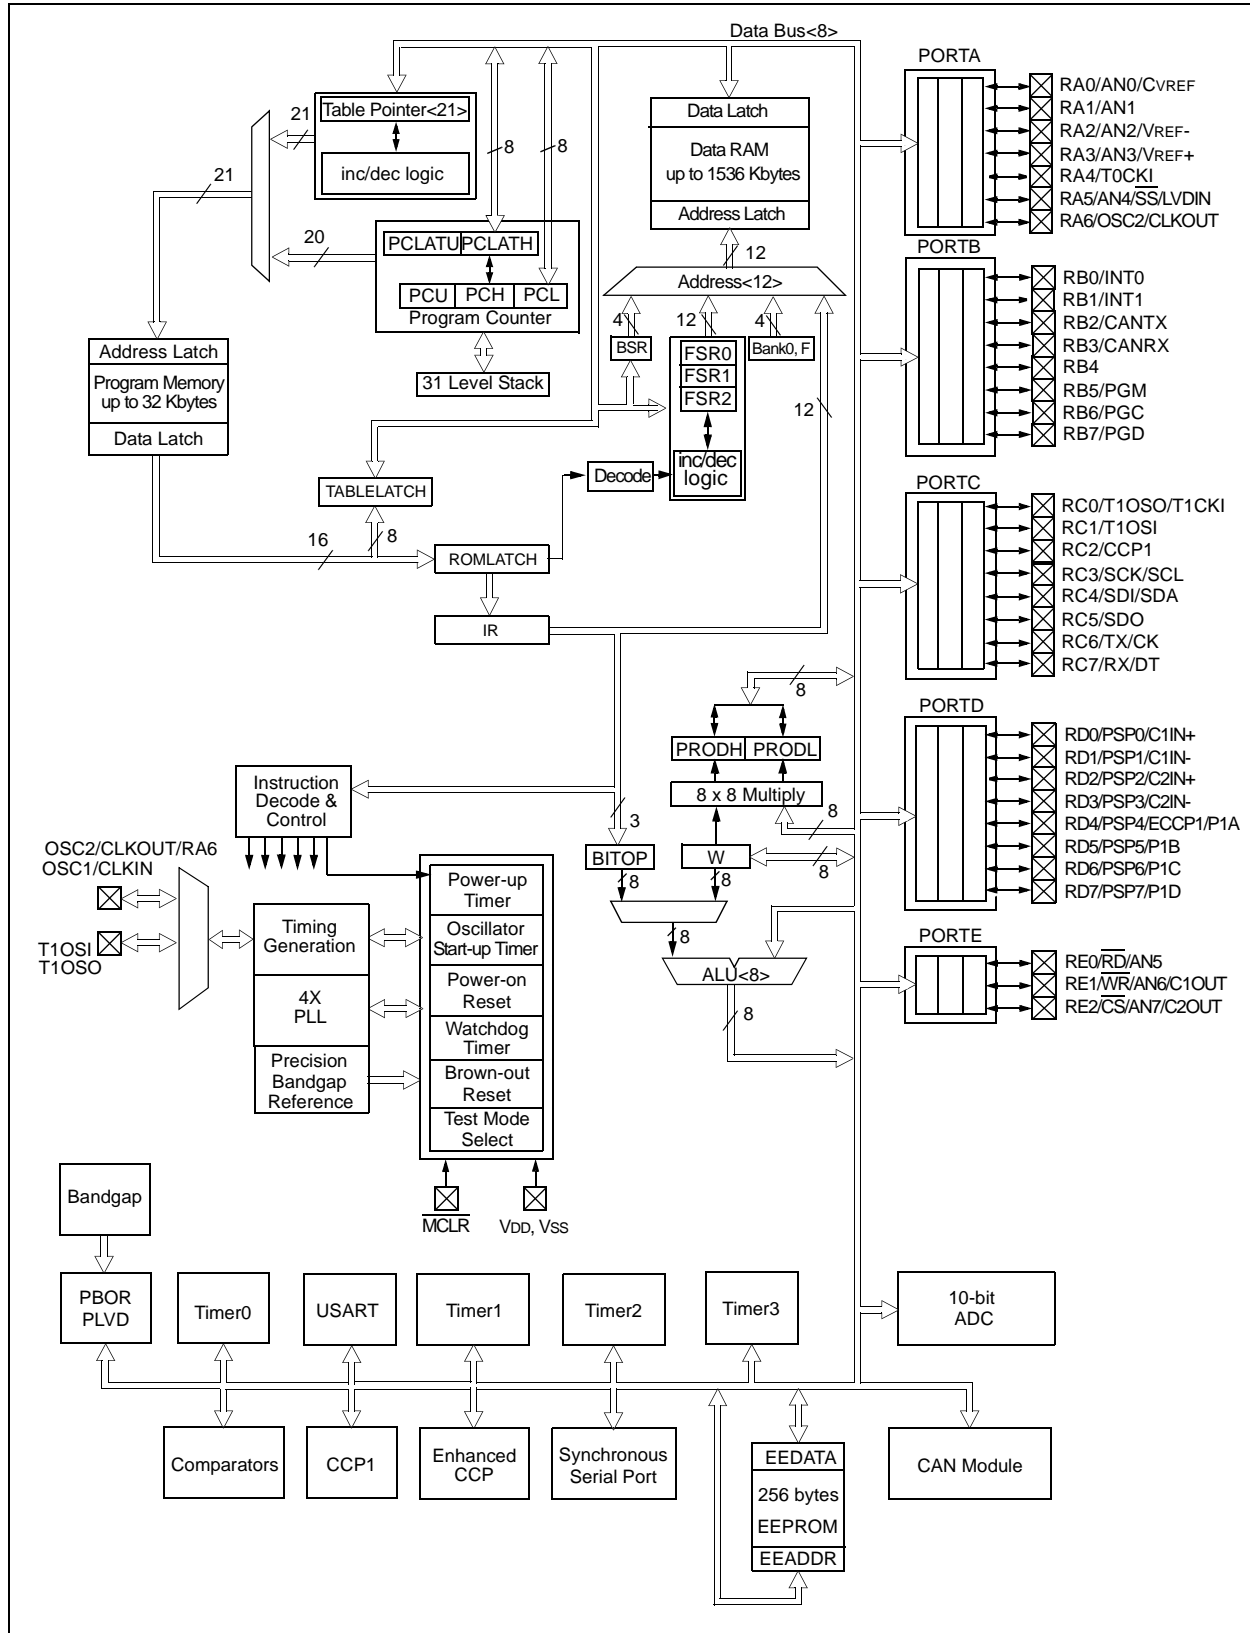 Data Bus<8>
21
Table Pointer<21>
inc/dec logic
8
8
21
20
PCLATU PCLATH
PCU PCH PCL
Program Counter
31 Level Stack
Address Latch
Program Memory
up to 32 Kbytes
Data Latch
16
8
TABLELATCH
ROMLATCH
IR
Data Latch
Data RAM
up to 1536 Kbytes
Address Latch
12
Address<12>
4
12
4
BSR
FSR0
FSR1
FSR2
Bank0, F
inc/dec
logic
Decode
12
8
PRODH PRODL
8 x 8 Multiply
8
3
BITOP
W
8
8
8
8
ALU<8>
8
Instruction
Decode &
Control
OSC2/CLKOUT/RA6
OSC1/CLKIN
T1OSI
T1OSO
Timing
Generation
4X
PLL
Precision
Bandgap
Reference
Power-up
Timer
Oscillator
Start-up Timer
Power-on
Reset
Watchdog
Timer
Brown-out
Reset
Test Mode
Select
MCLR
VDD, VSS
PORTA
RA0/AN0/CVREF
RA1/AN1
RA2/AN2/VREF-
RA3/AN3/VREF+
RA4/T0CKI
RA5/AN4/SS/LVDIN
RA6/OSC2/CLKOUT
PORTB
RB0/INT0
RB1/INT1
RB2/CANTX
RB3/CANRX
RB4
RB5/PGM
RB6/PGC
RB7/PGD
PORTC
RC0/T1OSO/T1CKI
RC1/T1OSI
RC2/CCP1
RC3/SCK/SCL
RC4/SDI/SDA
RC5/SDO
RC6/TX/CK
RC7/RX/DT
PORTD
RD0/PSP0/C1IN+
RD1/PSP1/C1IN-
RD2/PSP2/C2IN+
RD3/PSP3/C2IN-
RD4/PSP4/ECCP1/P1A
RD5/PSP5/P1B
RD6/PSP6/P1C
RD7/PSP7/P1D
PORTE
RE0/RD/AN5
RE1/WR/AN6/C1OUT
RE2/CS/AN7/C2OUT
Bandgap
PBOR
PLVD
Timer0
USART
Timer1
Timer2
Timer3
10-bit
ADC
Comparators
CCP1
Enhanced
CCP
Synchronous
Serial Port
EEDATA
256 bytes
EEPROM
EEADDR
CAN Module